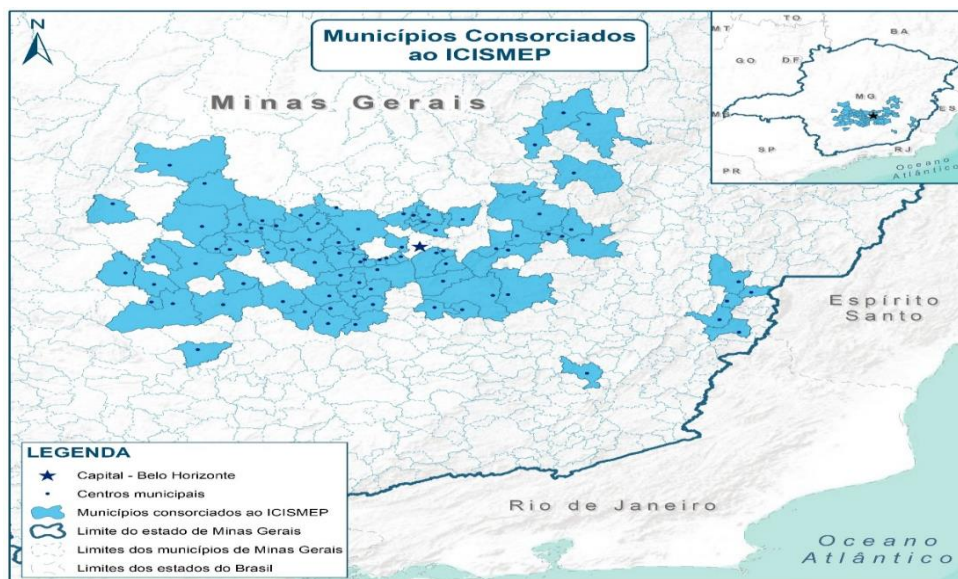 N
Municípios Consorciados
ao ICISMEP
Minas Gerais
TO
BA
MT
GO
DF
MG
ES
SP
RJ
PR
Oceano
Atlântico
Espírito
Santo
Rio de Janeiro
Oceano
Atlântico
LEGENDA
Capital - Belo Horizonte
Centros municipais
Municípios consorciados ao ICISMEP
Limite do estado de Minas Gerais
Limites dos municípios de Minas Gerais
Limites dos estados do Brasil